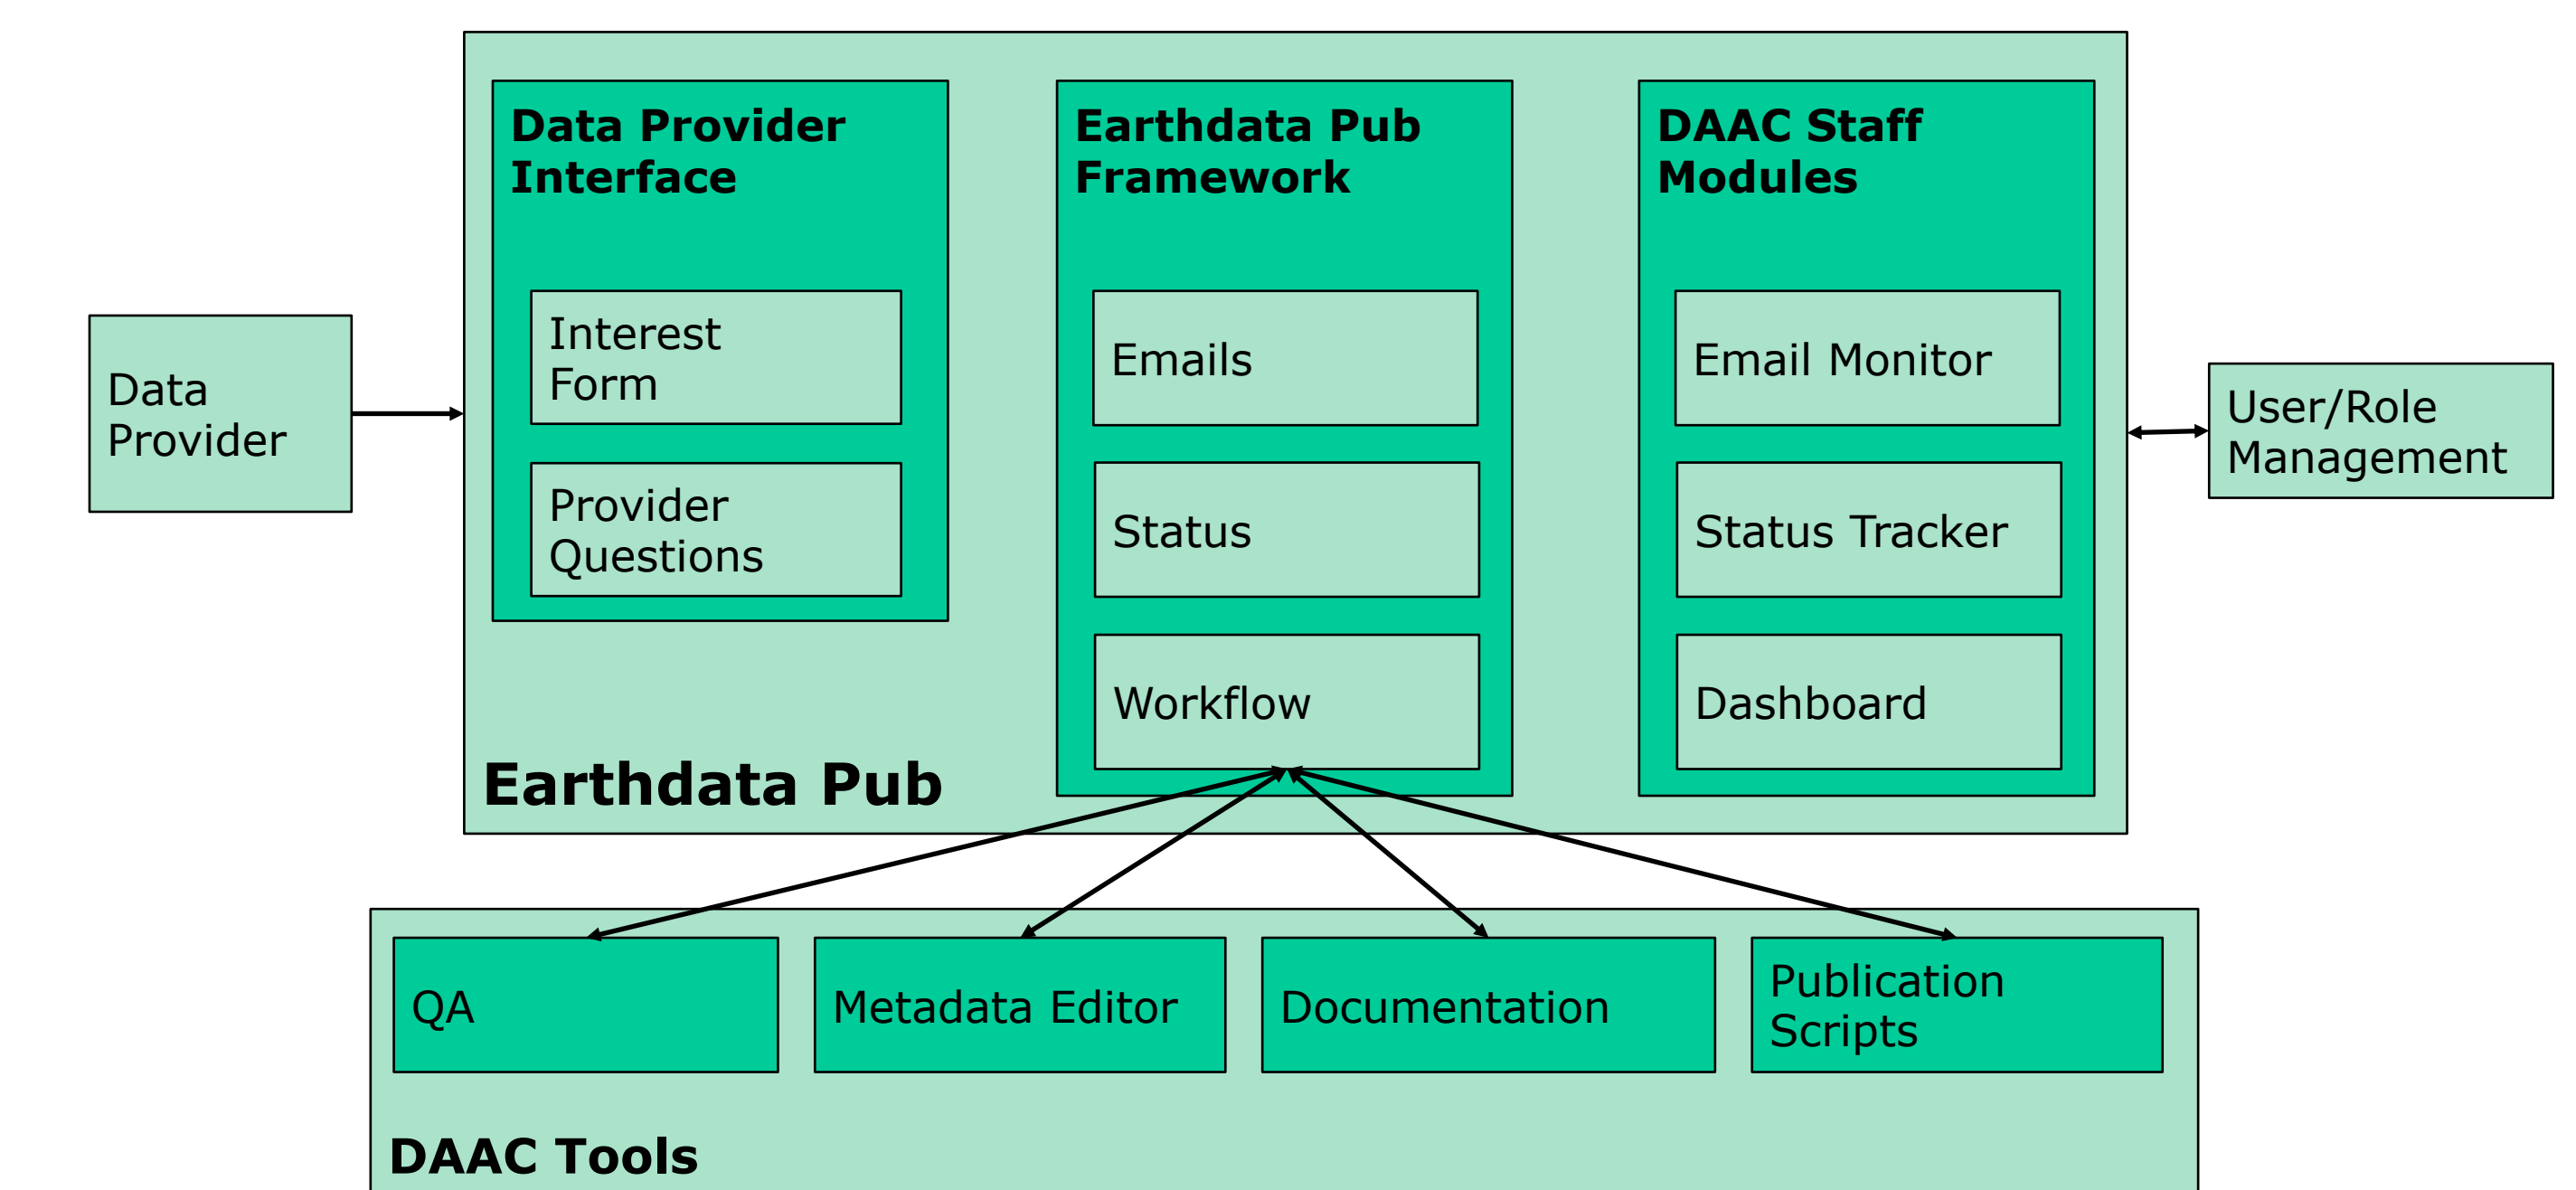 Data Provider
Interface
Interest
Form
Provider
Questions
Earthdata Pub
Framework
Emails
Status
Workflow
DAAC Staff
Modules
Email Monitor
Status Tracker
Dashboard
Earthdata Pub
Data
Provider
User/Role
Management
QA
Metadata Editor
Documentation
Publication
Scripts
DAAC Tools